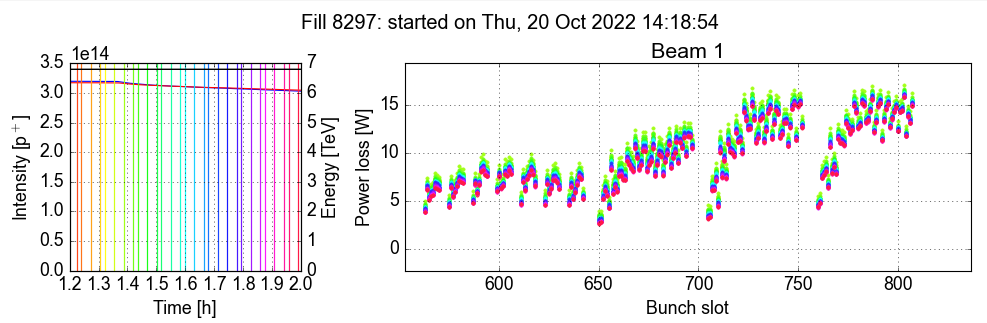 Fill 8297: started on Thu, 20 Oct 2022 14:18:54
1e14
3.5
3.0
2.5
2.0
1.5
1.0
0.5
0.0
Intensity [p+]
7
6
5
4
3
2
1
0
Energy [TeV]
1.2 1.3 1.4 1.5 1.6 1.7 1.8 1.9 2.0
Time [h]
Beam 1
15
10
5
0
Power loss [W]
600 650 700 750 800
Bunch slot